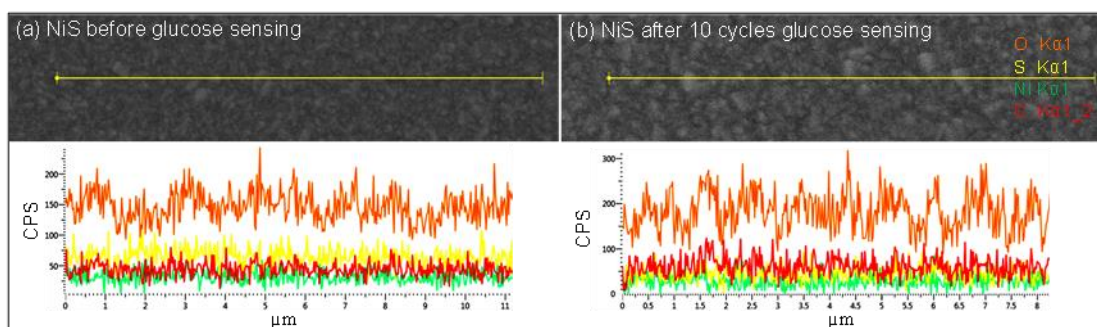 (a) NiS before glucose sensing
(b) NiS after 10 cycles glucose sensing
O Kα1
S Kα1
Ni Kα1
CPS
200
150
100
50
0 1 2 3 4 5 6 7 8 9 10 11
μm
CPS
300
200
100
0
0 0.5 1 1.5 2 2.5 3 3.5 4 4.5 5 5.5 6 6.5 7 7.5 8
μm